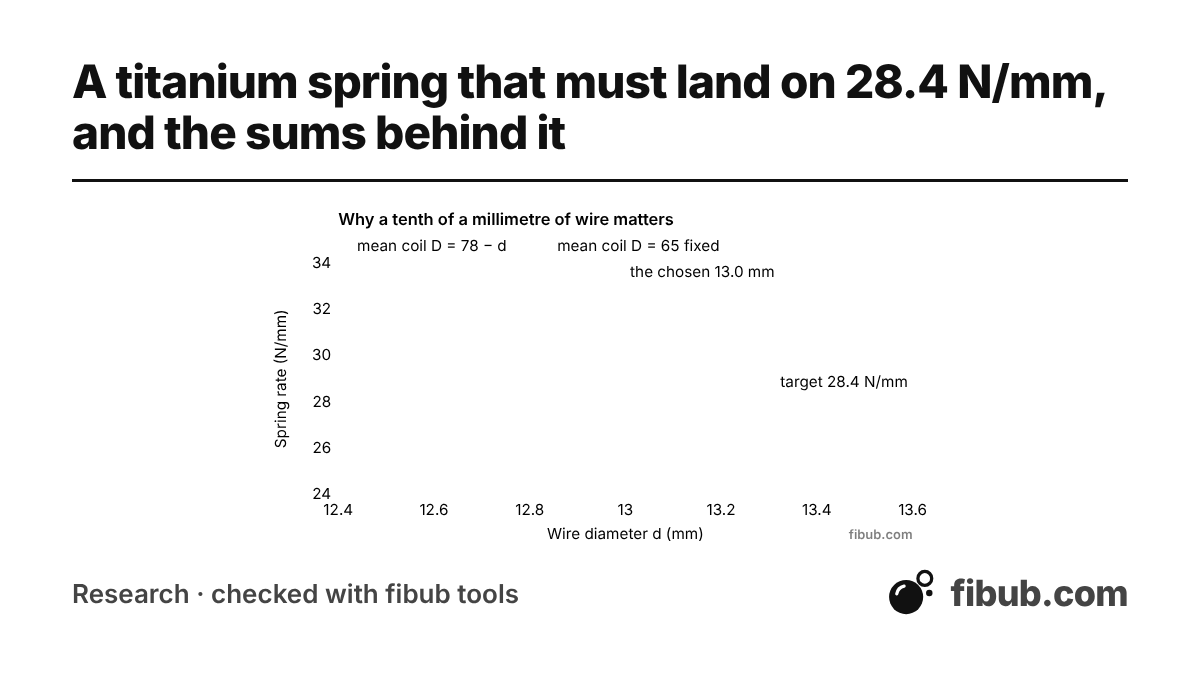 A titanium spring that must land on 28.4 N/mm,
and the sums behind it
Why a tenth of a millimetre of wire matters
mean coil D = 78 − d
mean coil D = 65 fixed
the chosen 13.0 mm
34
32
30
28
26
24
Spring rate (N/mm)
target 28.4 N/mm
12.4 12.6 12.8 13 13.2 13.4 13.6
Wire diameter d (mm)
fibub.com
Research · checked with fibub tools
fibub.com